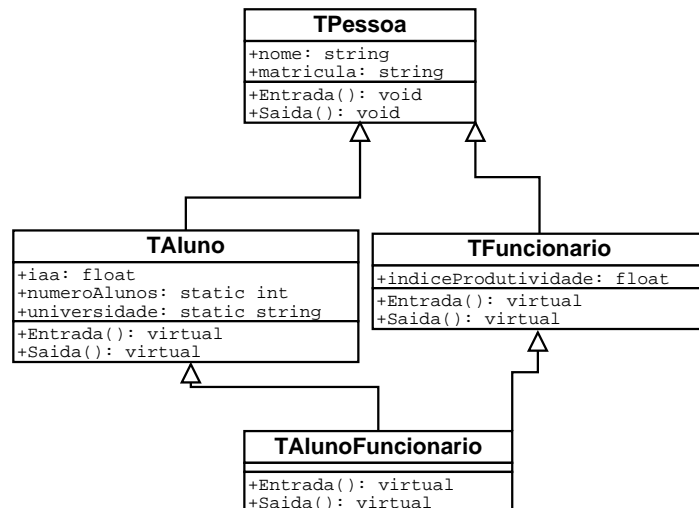 TPessoa
+nome: string
+matricula: string
+Entrada(): void
+Saida(): void
TAluno
+iaa: float
+numeroAlunos: static int
+universidade: static string
+Entrada(): virtual
+Saida(): virtual
TFuncionario
+indiceProdutividade: float
+Entrada(): virtual
+Saida(): virtual
TAlunoFuncionario
+Entrada(): virtual
+Saida(): virtual